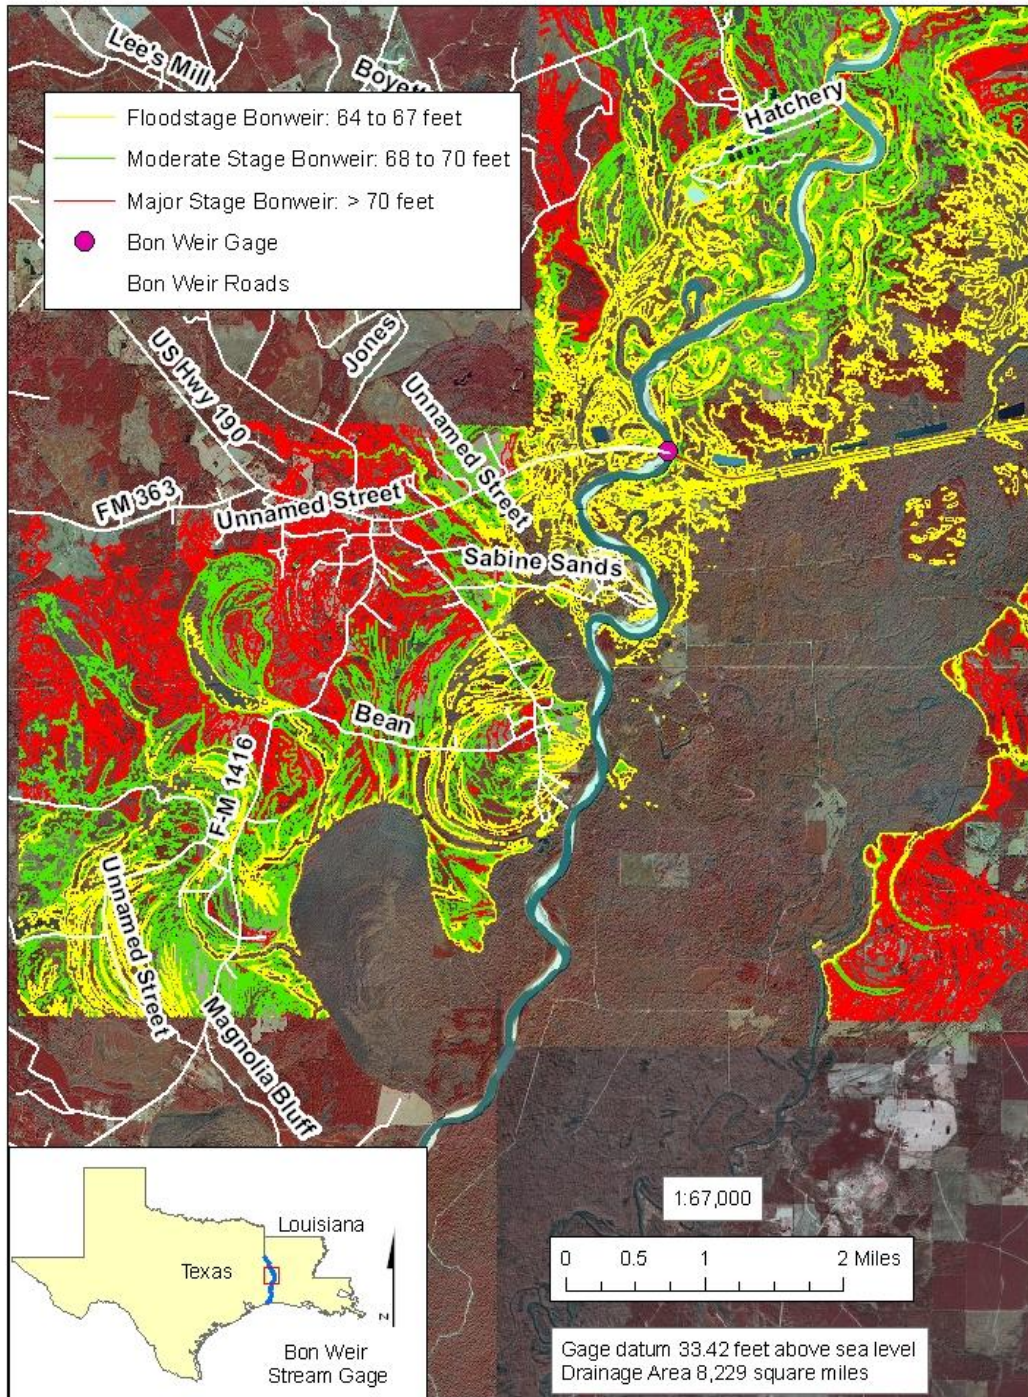 Lee's Mill
Boyett
Hatchery
Floodstage Bonweir: 64 to 67 feet
Moderate Stage Bonweir: 68 to 70 feet
Major Stage Bonweir: > 70 feet
Bon Weir Gage
Bon Weir Roads
US Hwy 190
Jones
Unnamed Street
FM 363
Unnamed Street
Sabine Sands
Bean
F-M 1416
Unnamed Street
Magnolia Bluff
Louisiana
Texas
N
Bon Weir
Stream Gage
1:67,000
0 0.5 1 2 Miles
Gage datum 33.42 feet above sea level
Drainage Area 8,229 square miles